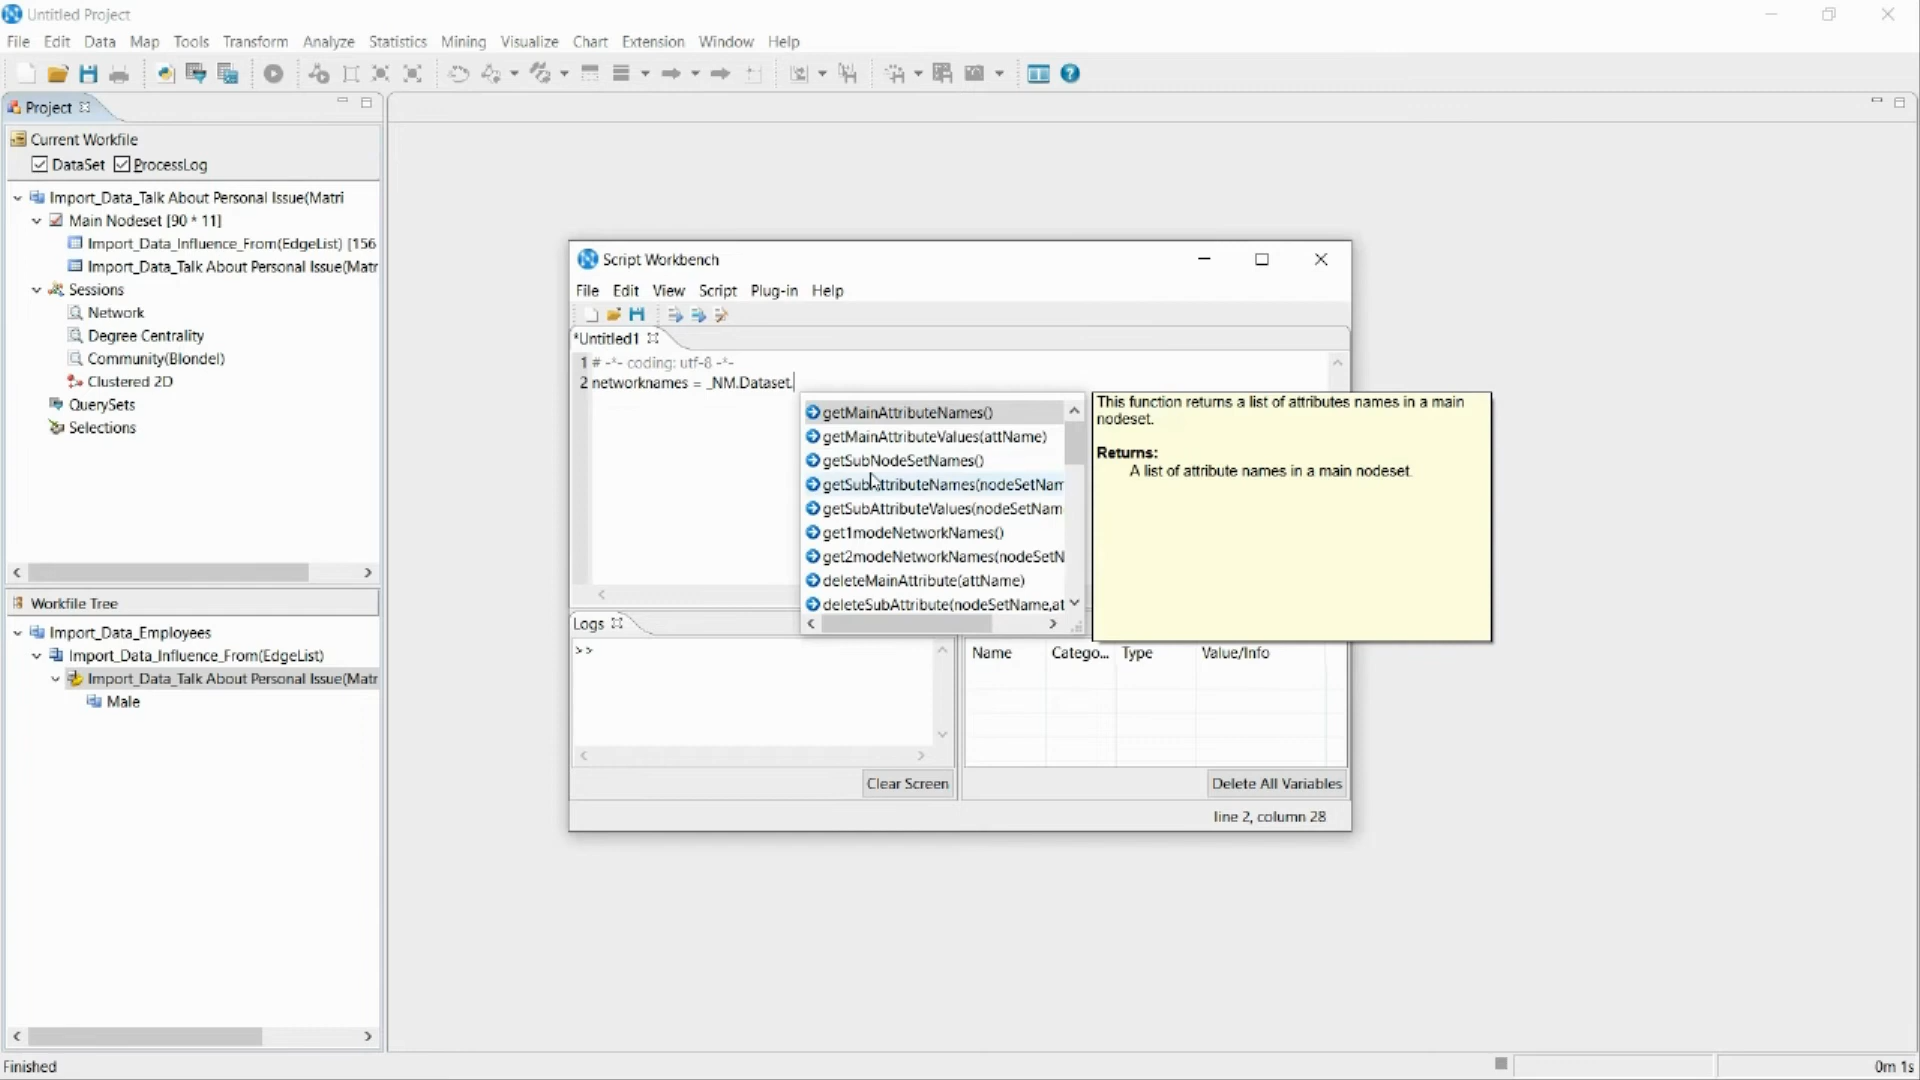 Untitled Project
File Edit Data Map Tools Transform Analyze Statistics Mining Visualize Chart Extension Window Help
Project
Current Workfile
DataSet ProcessLog
Import_Data_Talk About Personal Issue(Matri
Main Nodeset [90 * 11]
Import_Data_Influence_From(EdgeList) [156
Import_Data_Talk About Personal Issue(Matr
Sessions
Network
Degree Centrality
Community(Blondel)
Clustered 2D
QuerySets
Selections
Workfile Tree
Import_Data_Employees
Import_Data_Influence_From(EdgeList)
Import_Data_Talk About Personal Issue(Matr
Male
Script Workbench
File Edit View Script Plug-in Help
*Untitled1
1 # -*- coding: utf-8 -*-
2 networknames = _NM.Dataset.
getMainAttributeNames()
getMainAttributeValues(attName)
getSubNodeSetNames()
getSubAttributeNames(nodeSetNam
getSubAttributeValues(nodeSetNam
get1modeNetworkNames()
get2modeNetworkNames(nodeSetN
deleteMainAttribute(attName)
deleteSubAttribute(nodeSetName,at
This function returns a list of attributes names in a main
nodeset.
Returns:
A list of attribute names in a main nodeset.
Logs
>>
Clear Screen
Name Catego... Type Value/Info
Delete All Variables
line 2, column 28
Finished
0m 1s